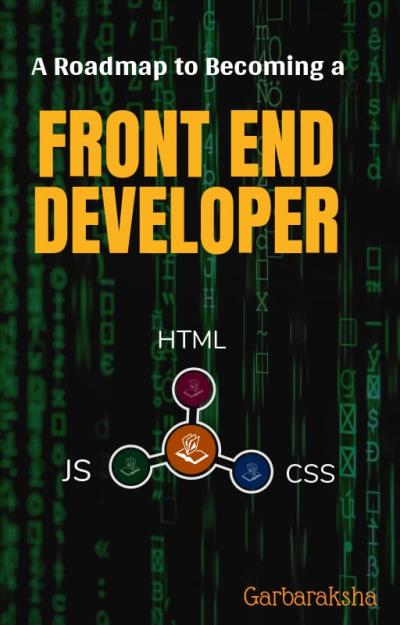 A Roadmap to Becoming a
FRONT END
DEVELOPER
HTML
JS
CSS
Garbaraksha